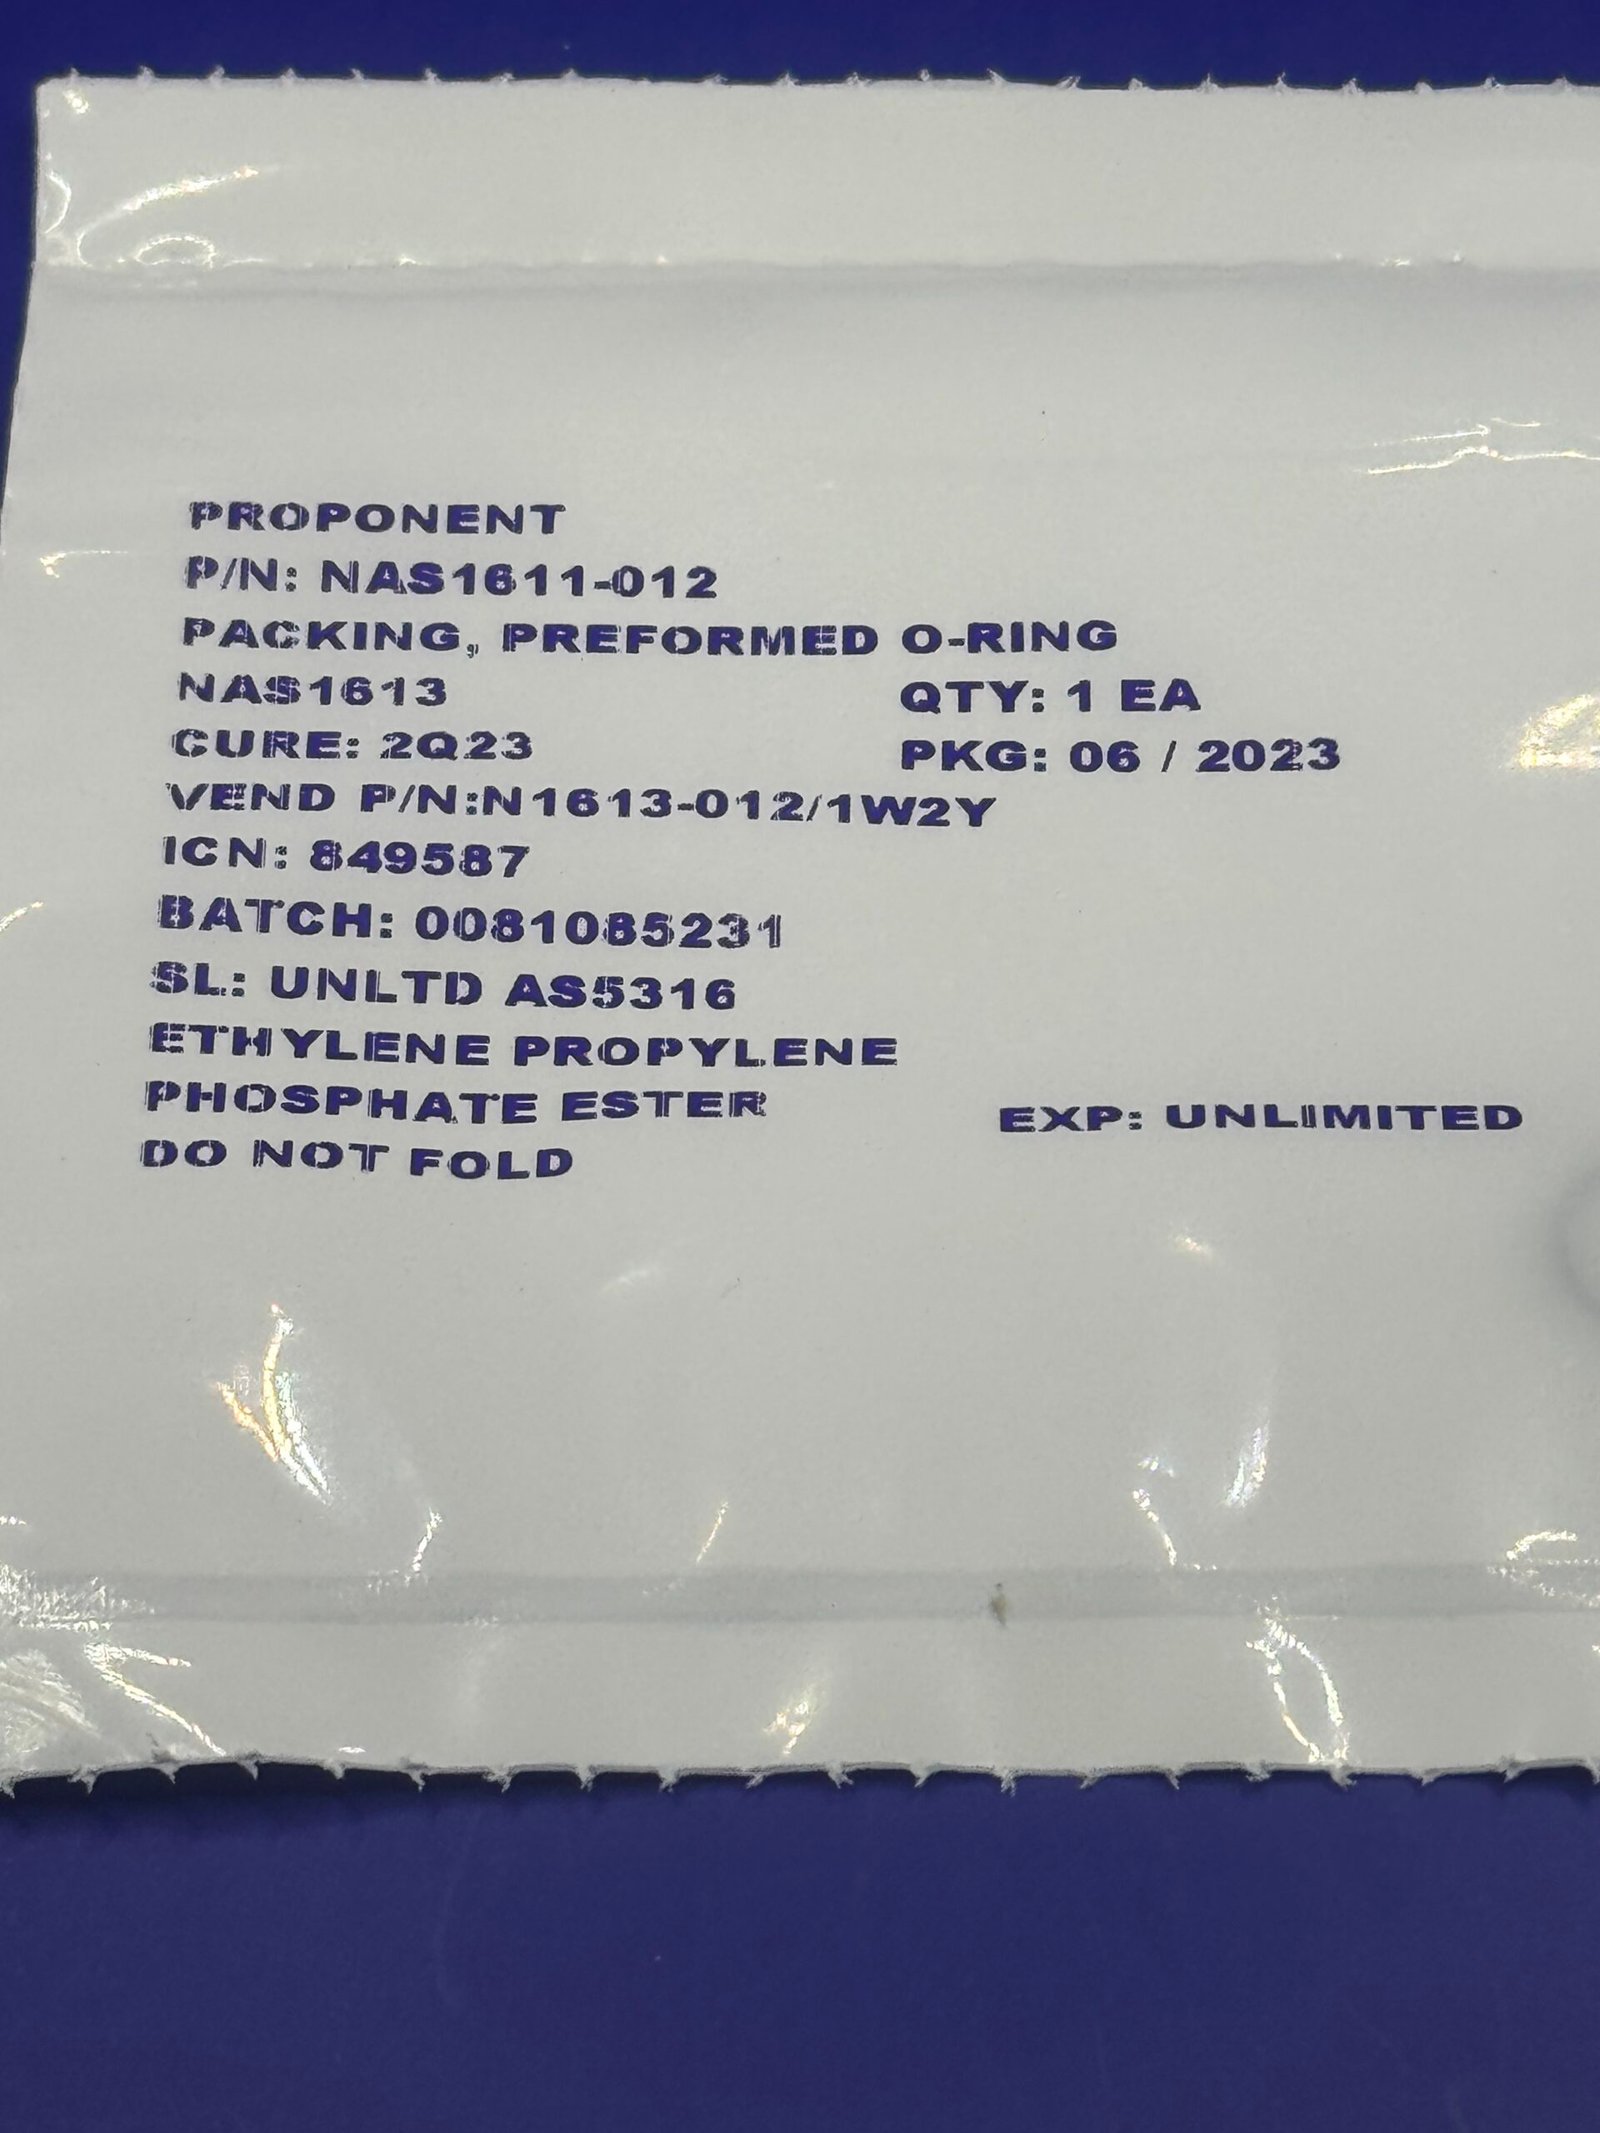 PROPONENT
P/N: NAS1611-012
PACKING, PREFORMED O-RING
NAS1613 QTY: 1 EA
CURE: 2Q23 PKG: 06 / 2023
VEND P/N:N1613-012/1W2Y
ICN: 849587
BATCH: 0081085231
SL: UNLTD AS5316
ETHYLENE PROPYLENE
PHOSPHATE ESTER EXP: UNLIMITED
DO NOT FOLD